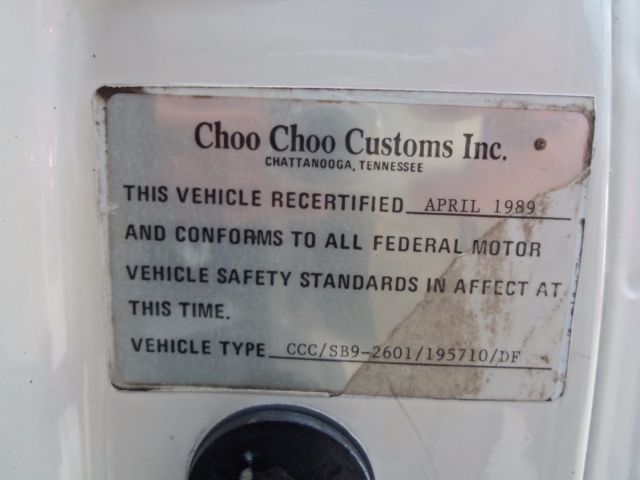 Choo Choo Customs Inc.
CHATTANOOGA, TENNESSEE
THIS VEHICLE RECERTIFIED APRIL 1989
AND CONFORMS TO ALL FEDERAL MOTOR
VEHICLE SAFETY STANDARDS IN AFFECT AT
THIS TIME.
VEHICLE TYPE CCC/SB9-2601/195710/DF